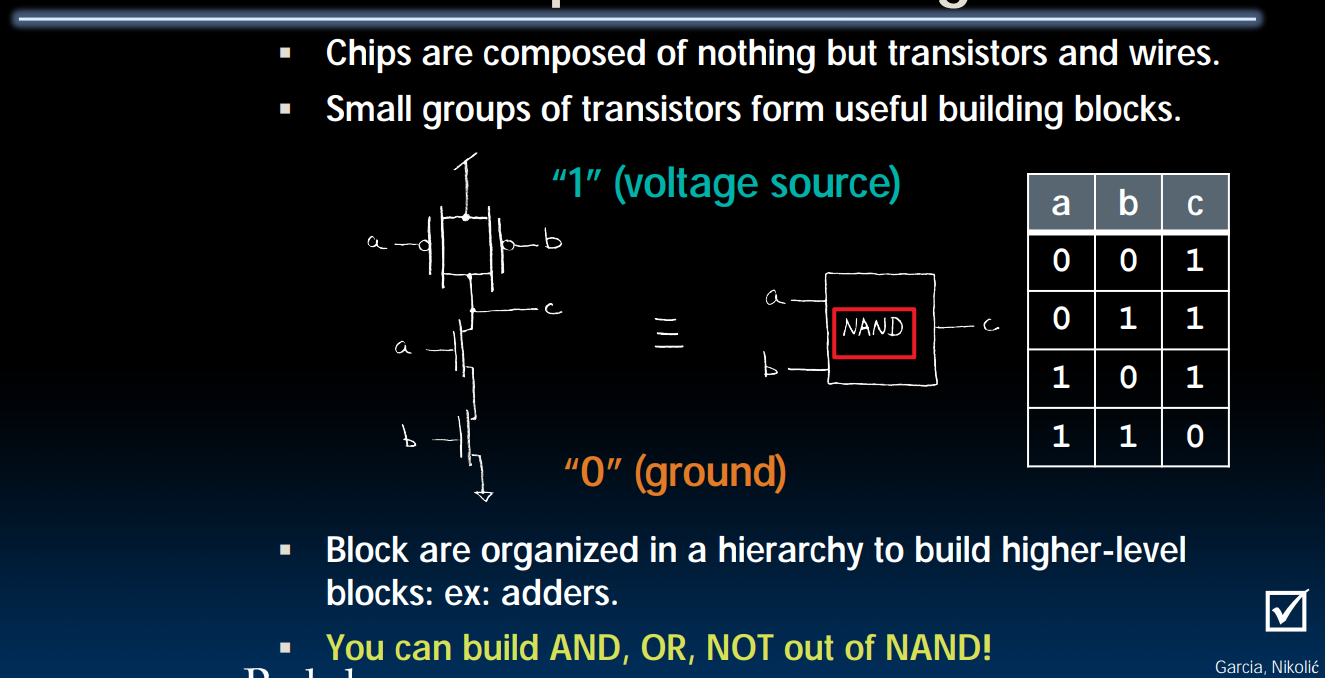 Chips are composed of nothing but transistors and wires.
Small groups of transistors form useful building blocks.
“1” (voltage source)
a b c
a b
0 0 1
c
a
NAND
c
0 1 1
a
b
1 0 1
b
1 1 0
“0” (ground)
Block are organized in a hierarchy to build higher-level
blocks: ex: adders.
You can build AND, OR, NOT out of NAND!
Garcia, Nikolić